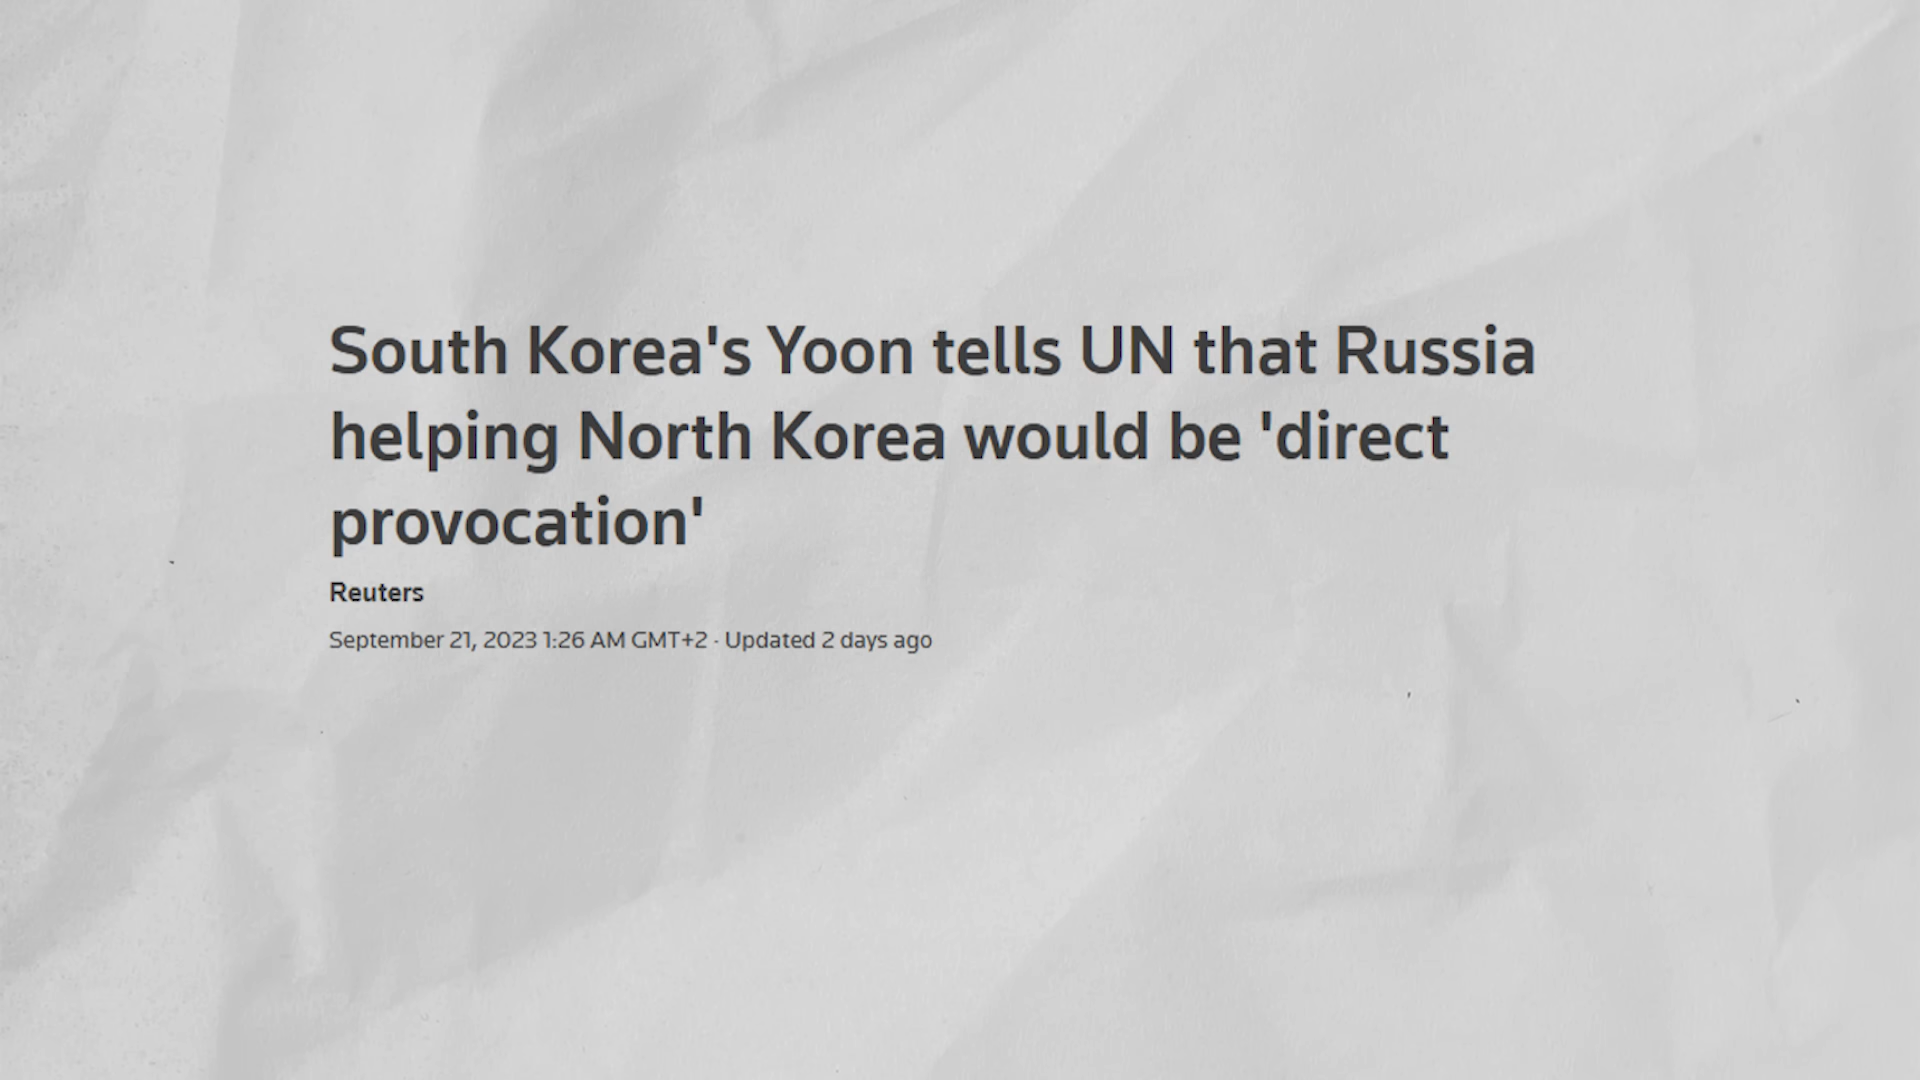 South Korea's Yoon tells UN that Russia
helping North Korea would be 'direct
provocation'
Reuters
September 21, 2023 1:26 AM GMT+2 · Updated 2 days ago